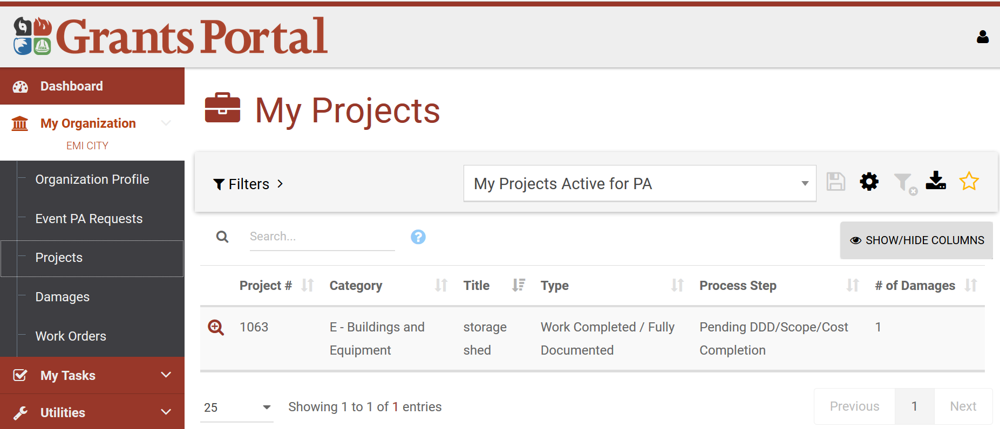 FEMA
Grants Portal
Dashboard
My Organization
EMI CITY
Organization Profile
Event PA Requests
Projects
Damages
Work Orders
My Tasks
Utilities
My Projects
Filters
My Projects Active for PA
Search...
?
SHOW/HIDE COLUMNS
Project # Category Title Type Process Step # of Damages
1063 E - Buildings and storage Work Completed / Fully Pending DDD/Scope/Cost 1
Equipment shed Documented Completion
25 Showing 1 to 1 of 1 entries Previous 1 Next